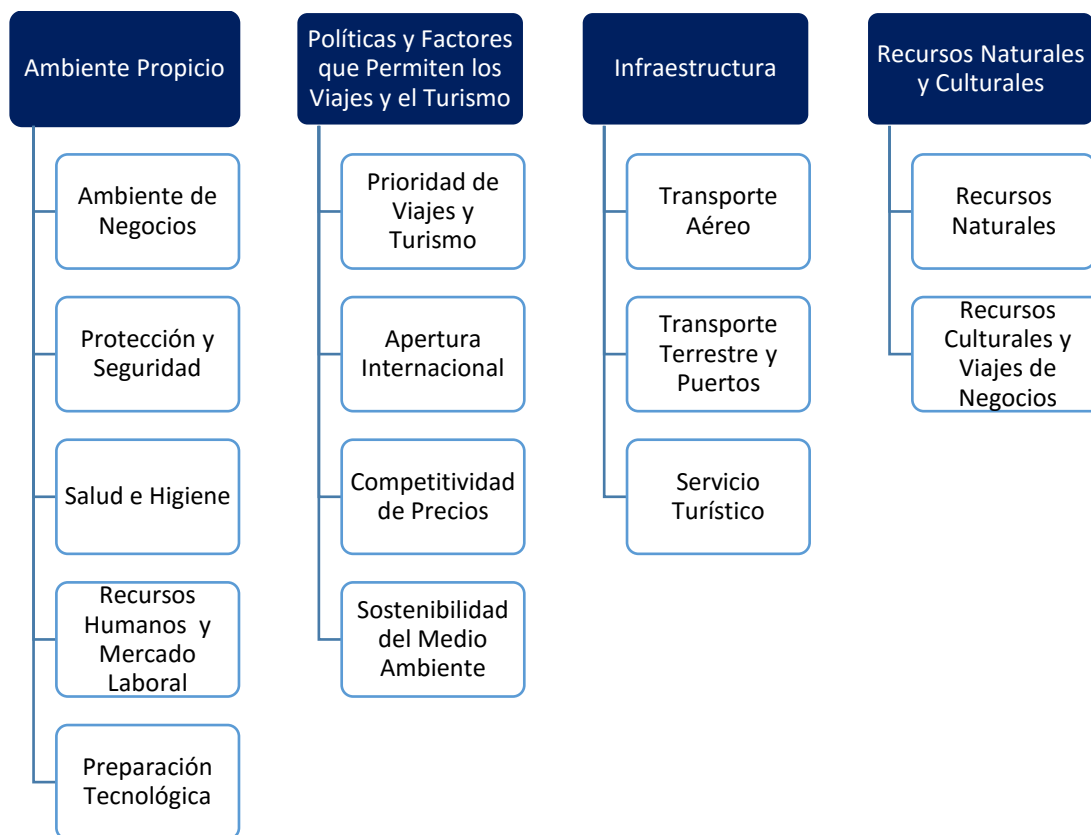 Ambiente Propicio
Ambiente de
Negocios
Protección y
Seguridad
Salud e Higiene
Recursos
Humanos y
Mercado
Laboral
Preparación
Tecnológica
Políticas y Factores
que Permiten los
Viajes y el Turismo
Prioridad de
Viajes y
Turismo
Apertura
Internacional
Competitividad
de Precios
Sostenibilidad
del Medio
Ambiente
Infraestructura
Transporte
Aéreo
Transporte
Terrestre y
Puertos
Servicio
Turístico
Recursos Naturales
y Culturales
Recursos
Naturales
Recursos
Culturales y
Viajes de
Negocios